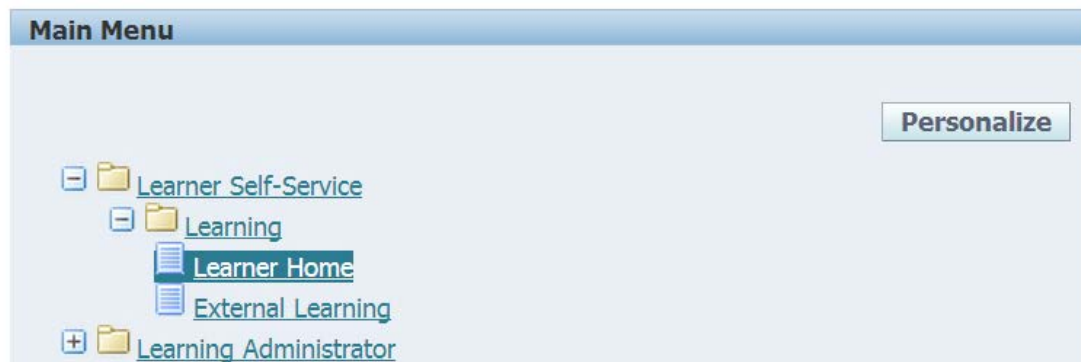 Main Menu
Personalize
Learner Self-Service
Learning
Learner Home
External Learning
Learning Administrator